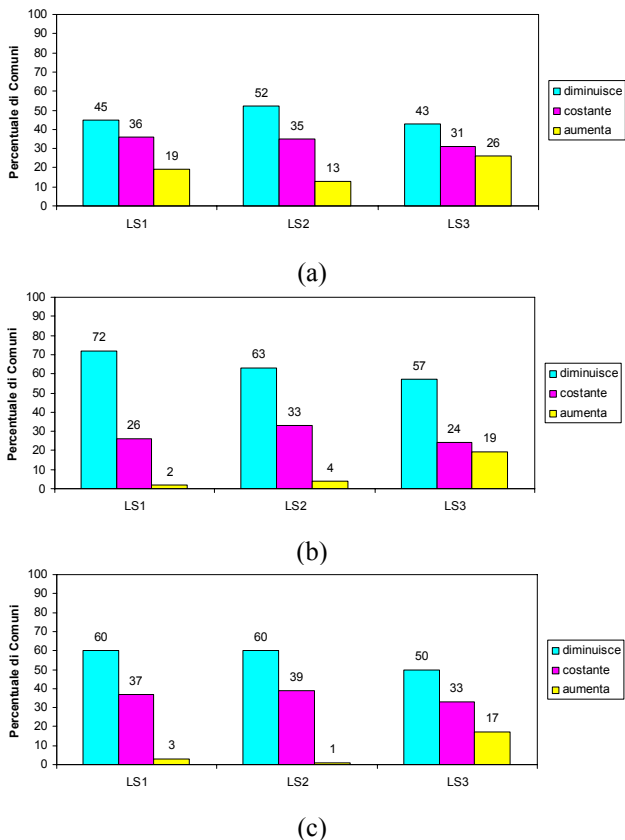 Percentuale di Comuni
100
90
80
70
60
50
40
30
20
10
0
45
36
19
52
35
13
43
31
26
LS1
LS2
LS3
diminuisce
costante
aumenta
(a)
Percentuale di Comuni
100
90
80
70
60
50
40
30
20
10
0
72
26
2
63
33
4
57
24
19
LS1
LS2
LS3
diminuisce
costante
aumenta
(b)
Percentuale di Comuni
100
90
80
70
60
50
40
30
20
10
0
60
37
3
60
39
1
50
33
17
LS1
LS2
LS3
diminuisce
costante
aumenta
(c)